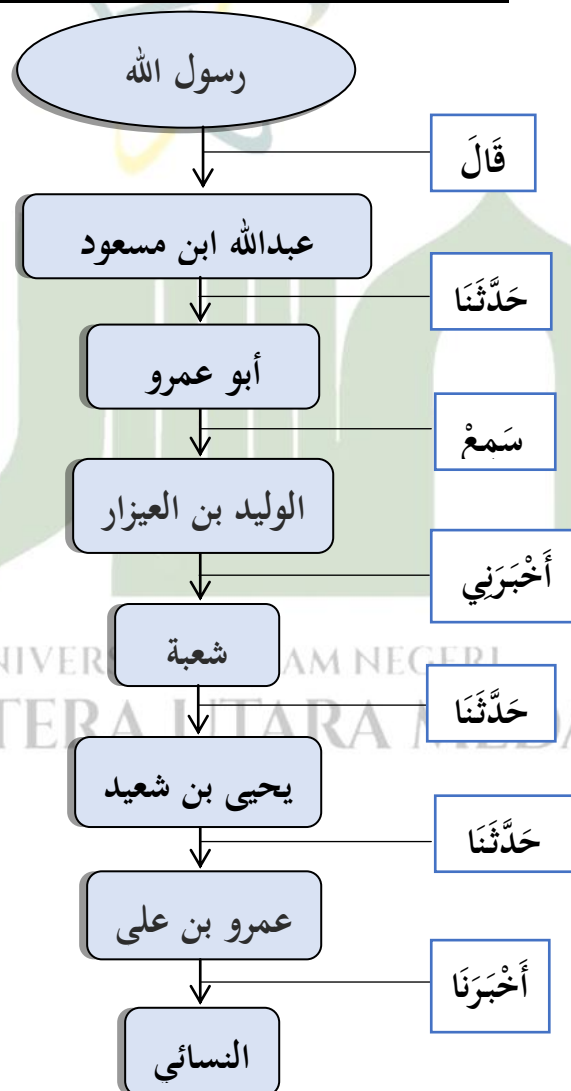 رسول الله
قَالَ
عبدالله ابن مسعود
حَدَّثَنَا
أبو عمرو
سَمِعْ
الوليد بن العيزار
أَخْبَرَنِي
شعبة
حَدَّثَنَا
يحيى بن شعيد
حَدَّثَنَا
عمرو بن على
أَخْبَرَنَا
النسائي